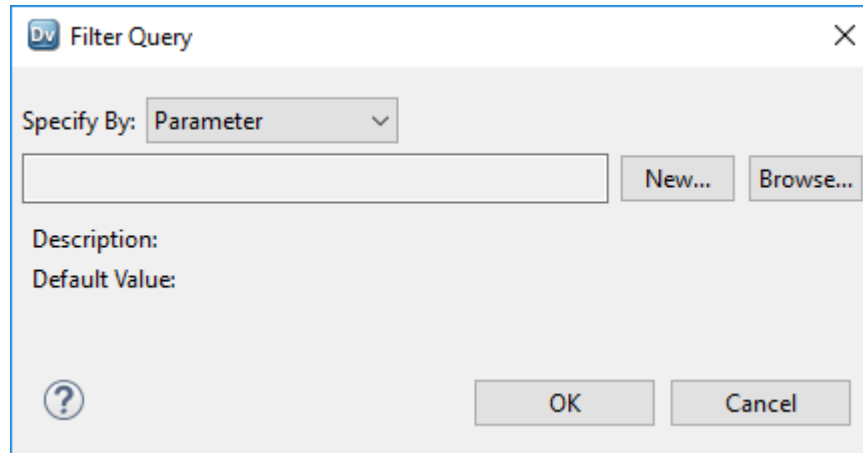 Dv Filter Query
Specify By: Parameter
New... Browse...
Description:
Default Value:
? OK Cancel